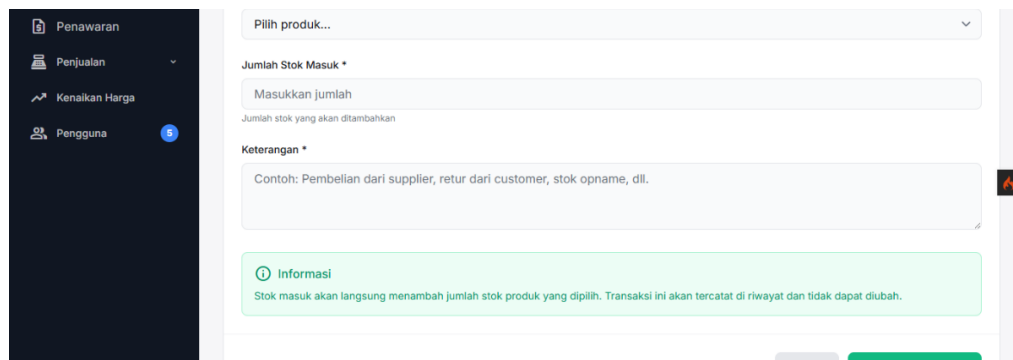 Penawaran
Penjualan
Kenaikan Harga
Pengguna 5
Pilih produk...
Jumlah Stok Masuk *
Masukkan jumlah
Jumlah stok yang akan ditambahkan
Keterangan *
Contoh: Pembelian dari supplier, retur dari customer, stok opname, dll.
Informasi
Stok masuk akan langsung menambah jumlah stok produk yang dipilih. Transaksi ini akan tercatat di riwayat dan tidak dapat diubah.